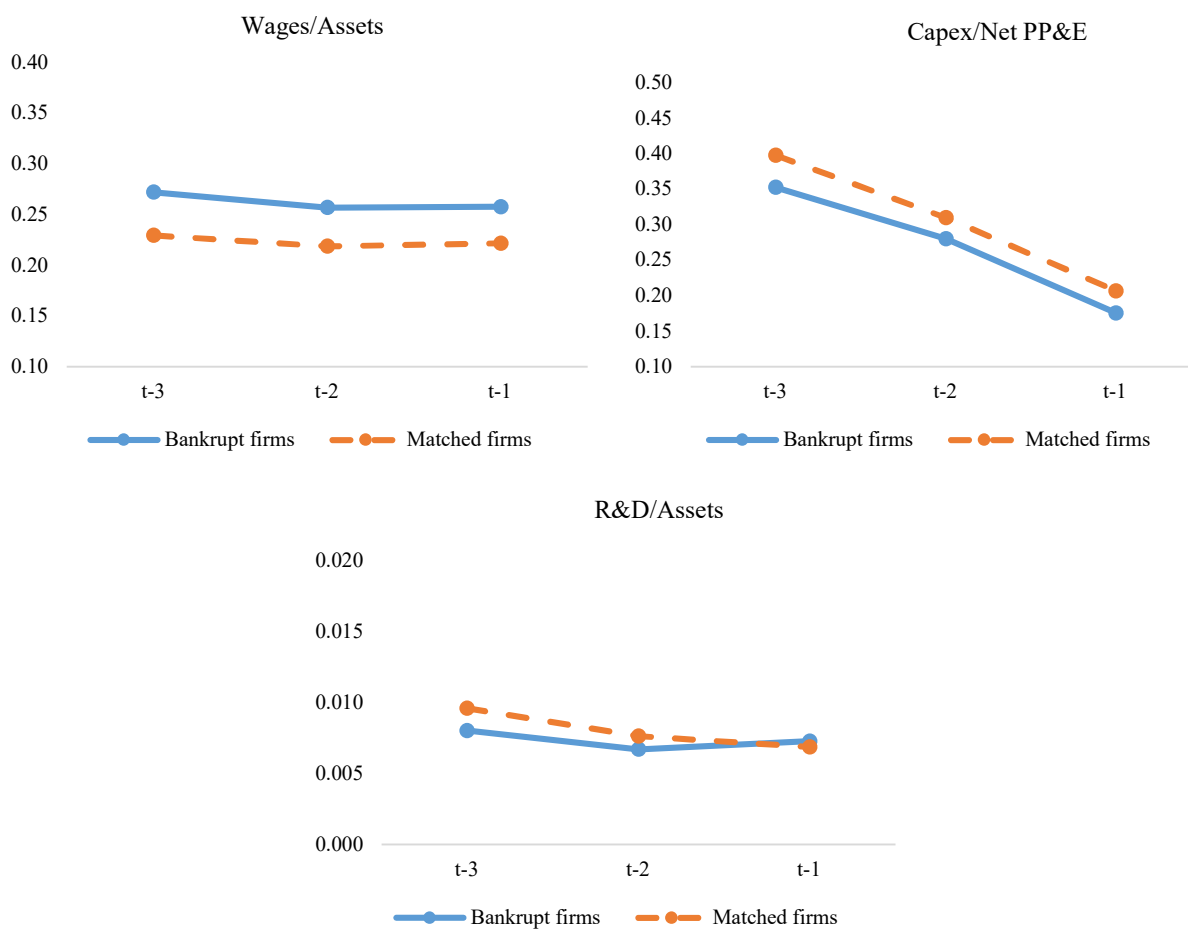 Wages/Assets
0.40
0.35
0.30
0.25
0.20
0.15
0.10
t-3 t-2 t-1
Bankrupt firms Matched firms
Capex/Net PP&E
0.50
0.45
0.40
0.35
0.30
0.25
0.20
0.15
0.10
t-3 t-2 t-1
Bankrupt firms Matched firms
R&D/Assets
0.020
0.015
0.010
0.005
0.000
t-3 t-2 t-1
Bankrupt firms Matched firms